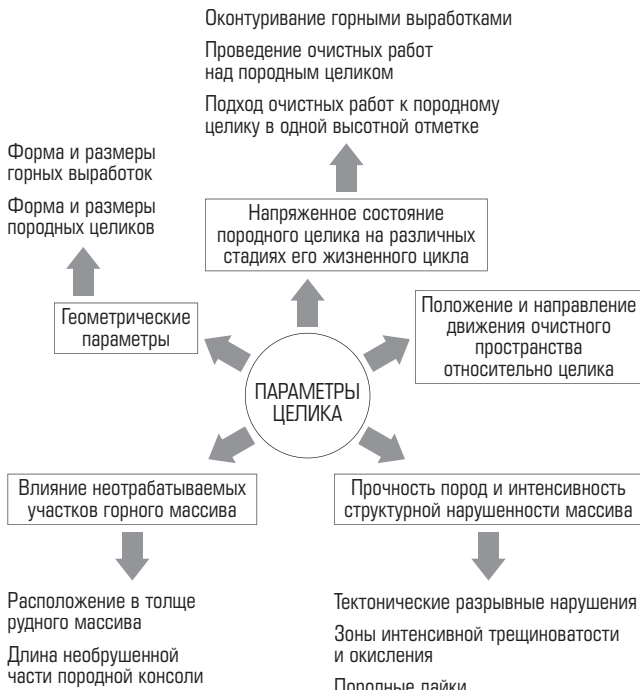 Оконтуривание горными выработками
Проведение очистных работ
над породным целиком
Подход очистных работ к породному
целику в одной высотной отметке
Форма и размеры
горных выработок
Форма и размеры
породных целиков
Напряженное состояние
породного целика на различных
стадиях его жизненного цикла
Геометрические
параметры
Положение и направление
движения очистного
пространства
относительно целика
ПАРАМЕТРЫ
ЦЕЛИКА
Влияние неотрабатываемых
участков горного массива
Прочность пород и интенсивность
структурной нарушенности массива
Расположение в толще
рудного массива
Длина необрушенной
части породной консоли
Тектонические разрывные нарушения
Зоны интенсивной трещиноватости
и окисления
Породные дайки